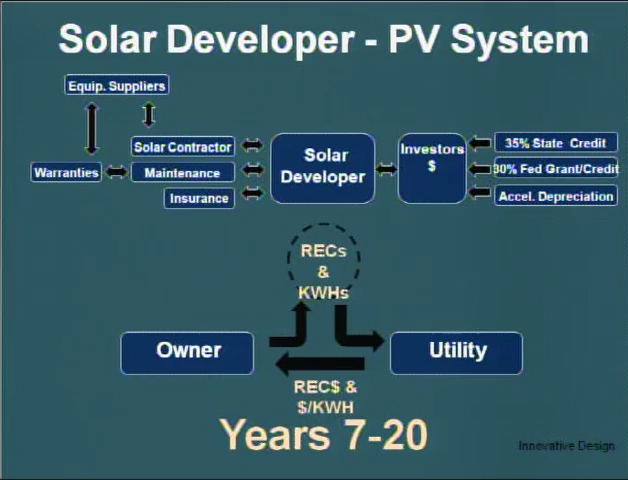 Solar Developer - PV System
Equip. Suppliers
Solar Contractor
Warranties
Maintenance
Insurance
Solar
Developer
Investors
$
35% State Credit
30% Fed Grant/Credit
Accel. Depreciation
RECs
&
KWHs
Owner
Utility
REC$ &
$/KWH
Years 7-20
Innovative Design